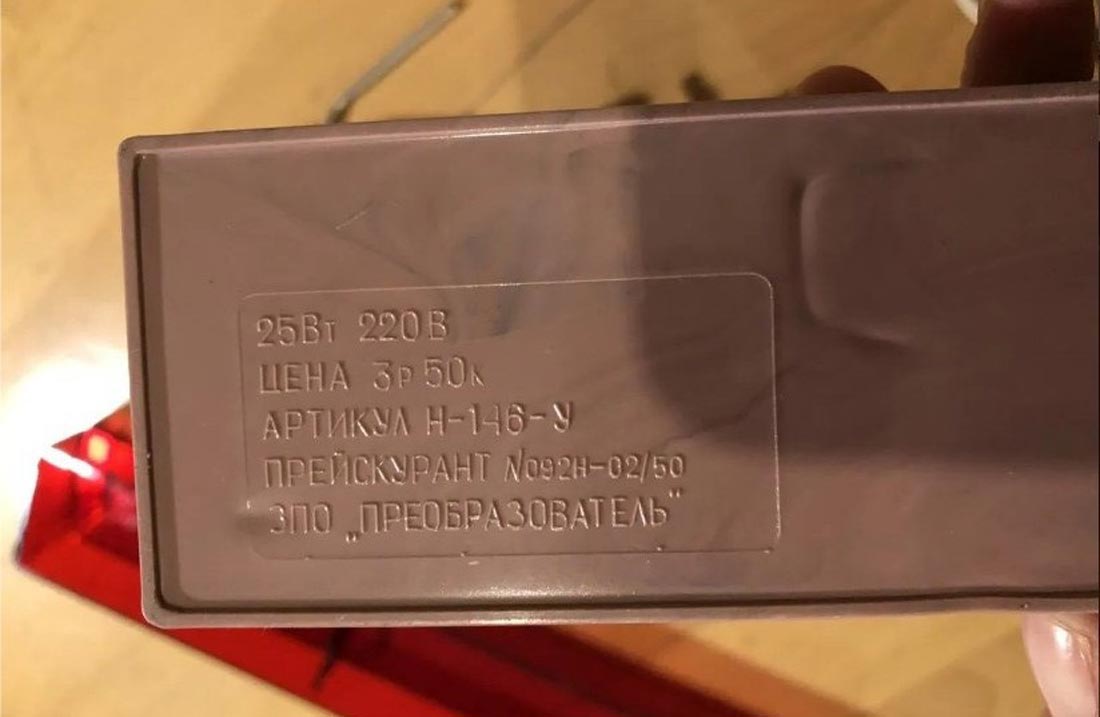 25Вт 220В
ЦЕНА 3р 50к
АРТИКУЛ Н-146-У
ПРЕЙСКУРАНТ №092Н-02/50
ЗПО „ПРЕОБРАЗОВАТЕЛЬ"